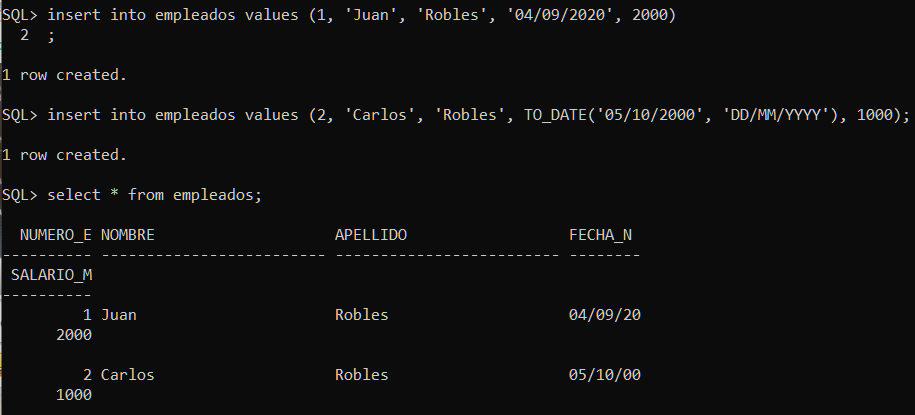 SQL> insert into empleados values (1, 'Juan', 'Robles', '04/09/2020', 2000)
  2  ;
1 row created.
SQL> insert into empleados values (2, 'Carlos', 'Robles', TO_DATE('05/10/2000', 'DD/MM/YYYY'), 1000);
1 row created.
SQL> select * from empleados;
  NUMERO_E NOMBRE                    APELLIDO                  FECHA_N
---------- ------------------------- ------------------------- --------
 SALARIO_M
----------
         1 Juan                      Robles                    04/09/20
      2000
         2 Carlos                    Robles                    05/10/00
      1000